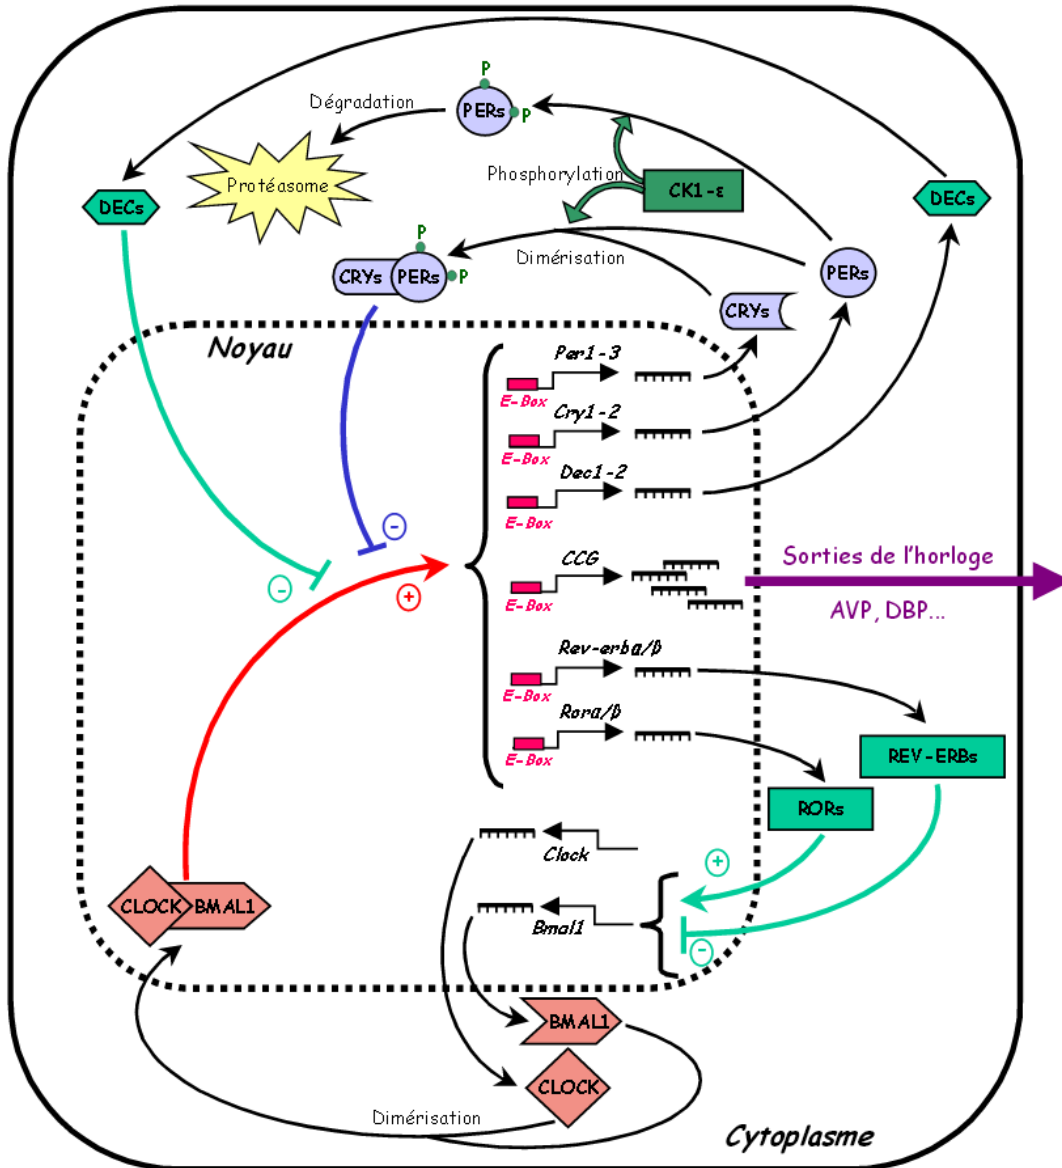 P
Dégradation
PERs
P
Protéasome
Phosphorylation
CK1-ε
DECs
DECs
P
Dimérisation
CRYs
PERs
P
PERs
CRYs
Noyau
Per1-3
E-Box
Cry1-2
E-Box
Dec1-2
E-Box
-
-
+
CCG
E-Box
Sorties de l'horloge
AVP, DBP...
Rev-erbα/β
E-Box
Rorα/β
E-Box
REV-ERBs
RORs
Clock
+
CLOCK
BMAL1
Bmal1
-
BMAL1
CLOCK
Dimérisation
Cytoplasme